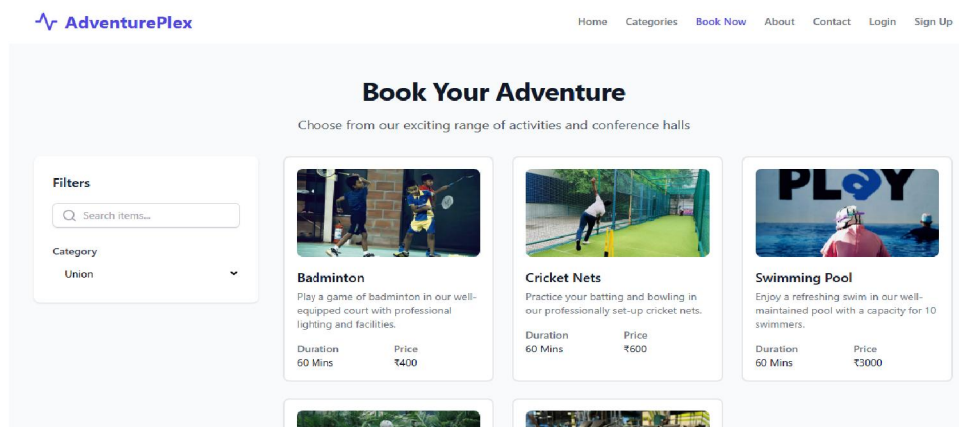 AdventurePlex
Home Categories Book Now About Contact Login Sign Up
Book Your Adventure
Choose from our exciting range of activities and conference halls
Filters
Search items...
Category
Union
Badminton
Play a game of badminton in our well-
equipped court with professional
lighting and facilities.
Duration Price
60 Mins ₹400
Cricket Nets
Practice your batting and bowling in
our professionally set-up cricket nets.
Duration Price
60 Mins ₹600
PLAY
Swimming Pool
Enjoy a refreshing swim in our well-
maintained pool with a capacity for 10
swimmers.
Duration Price
60 Mins ₹3000